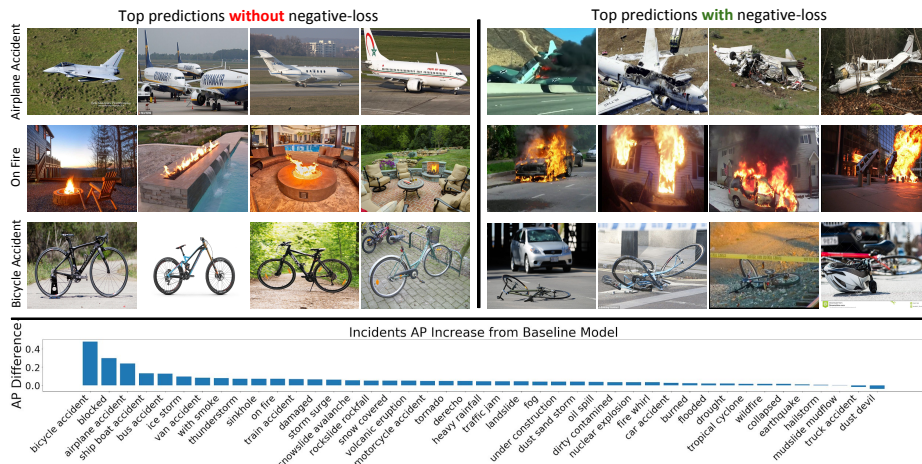 Top predictions without negative-loss
Top predictions with negative-loss
Airplane Accident
RYANAIR
On Fire
Bicycle Accident
Incidents AP Increase from Baseline Model
AP Difference
0.4
0.2
0.0
bicycle accident
blocked
airplane accident
ship boat accident
bus accident
ice storm
van accident
with smoke
thunderstorm
sinkhole
on fire
train accident
damaged
storm surge
snowslide avalanche
rockslide rockfall
snow covered
volcanic eruption
motorcycle accident
tornado
derecho
heavy rainfall
traffic jam
landslide
fog
under construction
dust sand storm
oil spill
dirty contamined
nuclear explosion
fire whirl
car accident
burned
flooded
drought
tropical cyclone
wildfire
collapsed
earthquake
hailstorm
mudslide mudflow
truck accident
dust devil